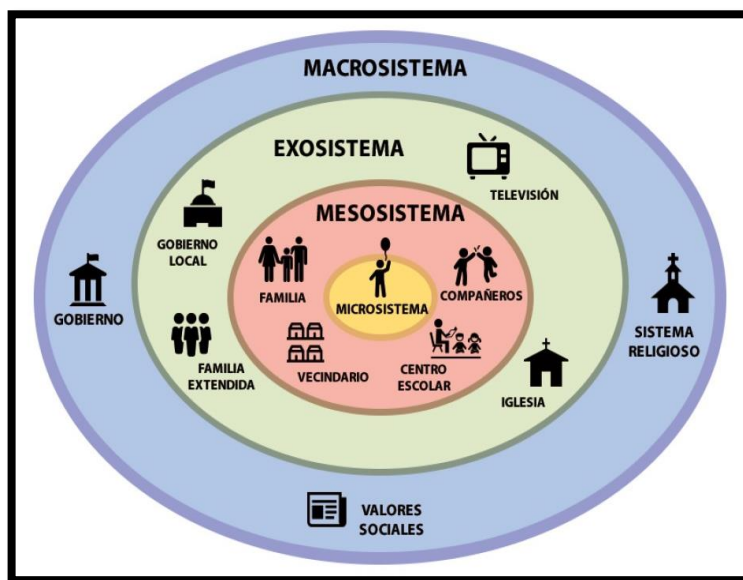 MACROSISTEMA
EXOSISTEMA
TELEVISIÓN
MESOSISTEMA
GOBIERNO
LOCAL
FAMILIA
COMPAÑEROS
MICROSISTEMA
GOBIERNO
SISTEMA
RELIGIOSO
FAMILIA
EXTENDIDA
VECINDARIO
CENTRO
ESCOLAR
IGLESIA
VALORES
SOCIALES